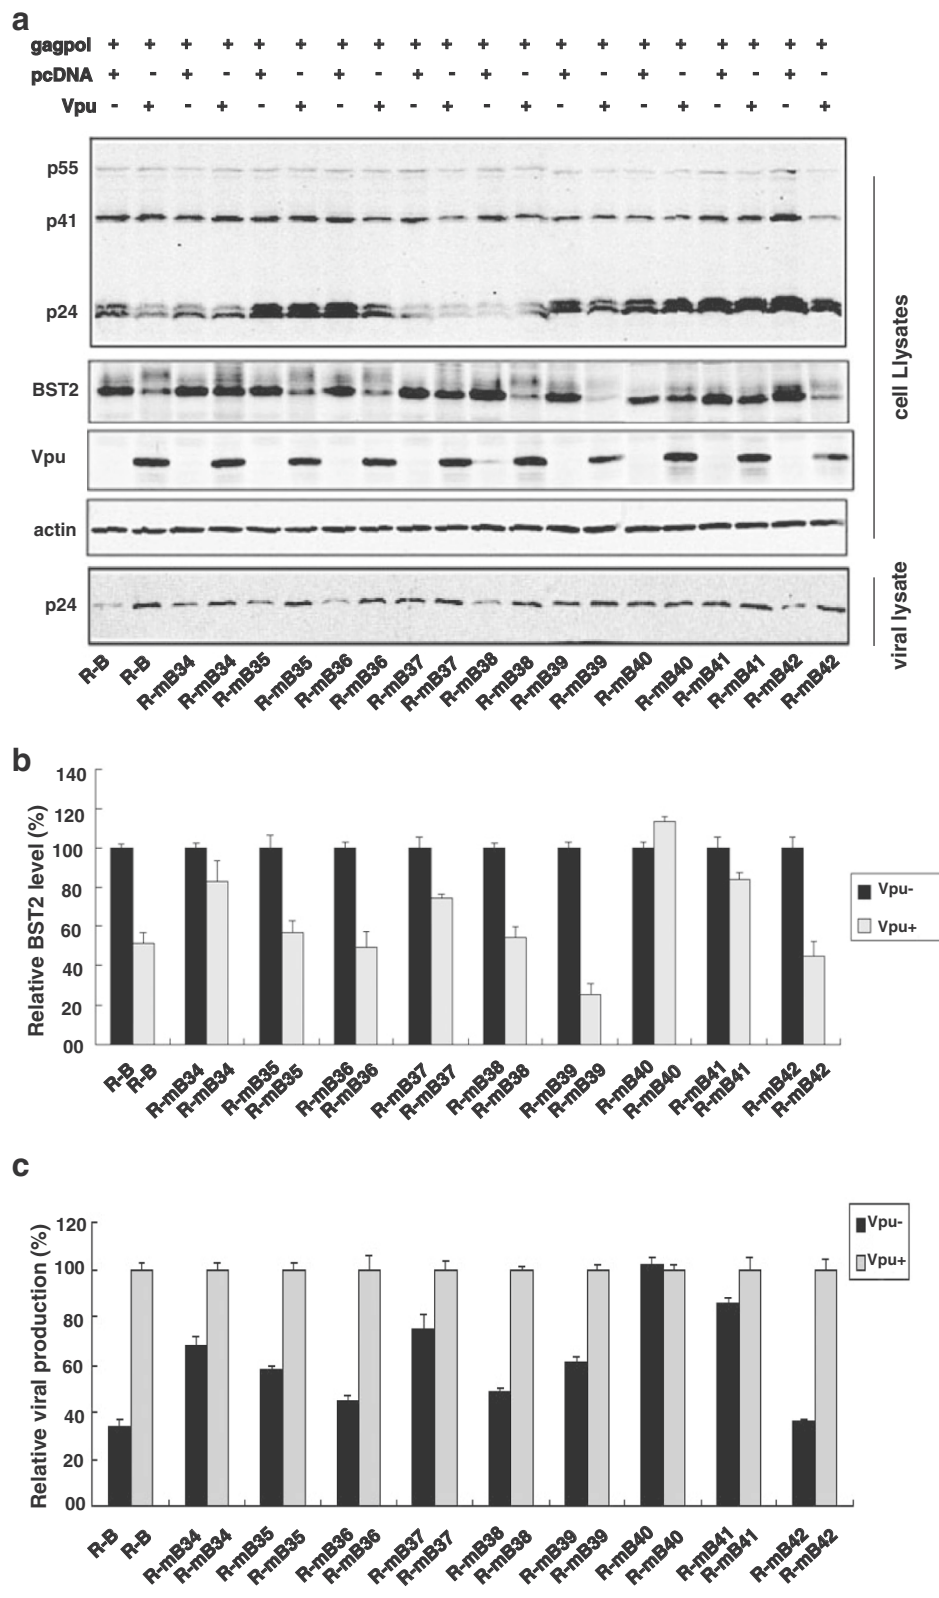 a
gagpol + + + + + + + + + + + + + + + + + + + +
pcDNA + - + - + - + - + - + - + - + - + - + -
Vpu - + - + - + - + - + - + - + - + - + - +
p55
p41
p24
BST2
Vpu
actin
p24
cell Llysates
viral lysate
R-B R-B R-mB34 R-mB34 R-mB35 R-mB35 R-mB36 R-mB36 R-mB37 R-mB37 R-mB38 R-mB38 R-mB39 R-mB39 R-mB40 R-mB40 R-mB41 R-mB41 R-mB42 R-mB42
b
Relative BST2 level (%)
140
120
100
80
60
40
20
00
Vpu-
Vpu+
R-B R-B R-mB34 R-mB34 R-mB35 R-mB35 R-mB36 R-mB36 R-mB37 R-mB37 R-mB38 R-mB38 R-mB39 R-mB39 R-mB40 R-mB40 R-mB41 R-mB41 R-mB42 R-mB42
c
Relative viral production (%)
120
100
80
60
40
20
00
Vpu-
Vpu+
R-B R-B R-mB34 R-mB34 R-mB35 R-mB35 R-mB36 R-mB36 R-mB37 R-mB37 R-mB38 R-mB38 R-mB39 R-mB39 R-mB40 R-mB40 R-mB41 R-mB41 R-mB42 R-mB42